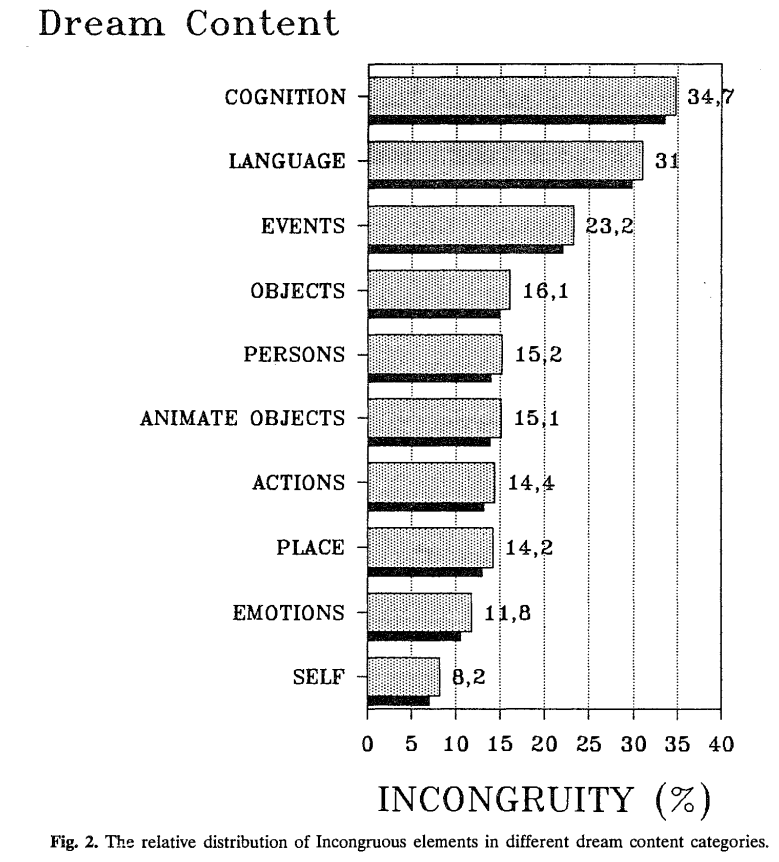 Dream Content
COGNITION 34,7
LANGUAGE 31
EVENTS 23,2
OBJECTS 16,1
PERSONS 15,2
ANIMATE OBJECTS 15,1
ACTIONS 14,4
PLACE 14,2
EMOTIONS 11,8
SELF 8,2
0 5 10 15 20 25 30 35 40
INCONGRUITY (%)
Fig. 2. The relative distribution of Incongruous elements in different dream content categories.